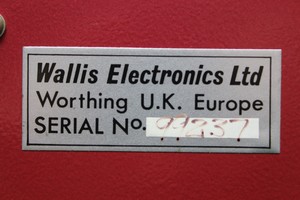 Wallis Electronics Ltd
Worthing U.K. Europe
SERIAL No.